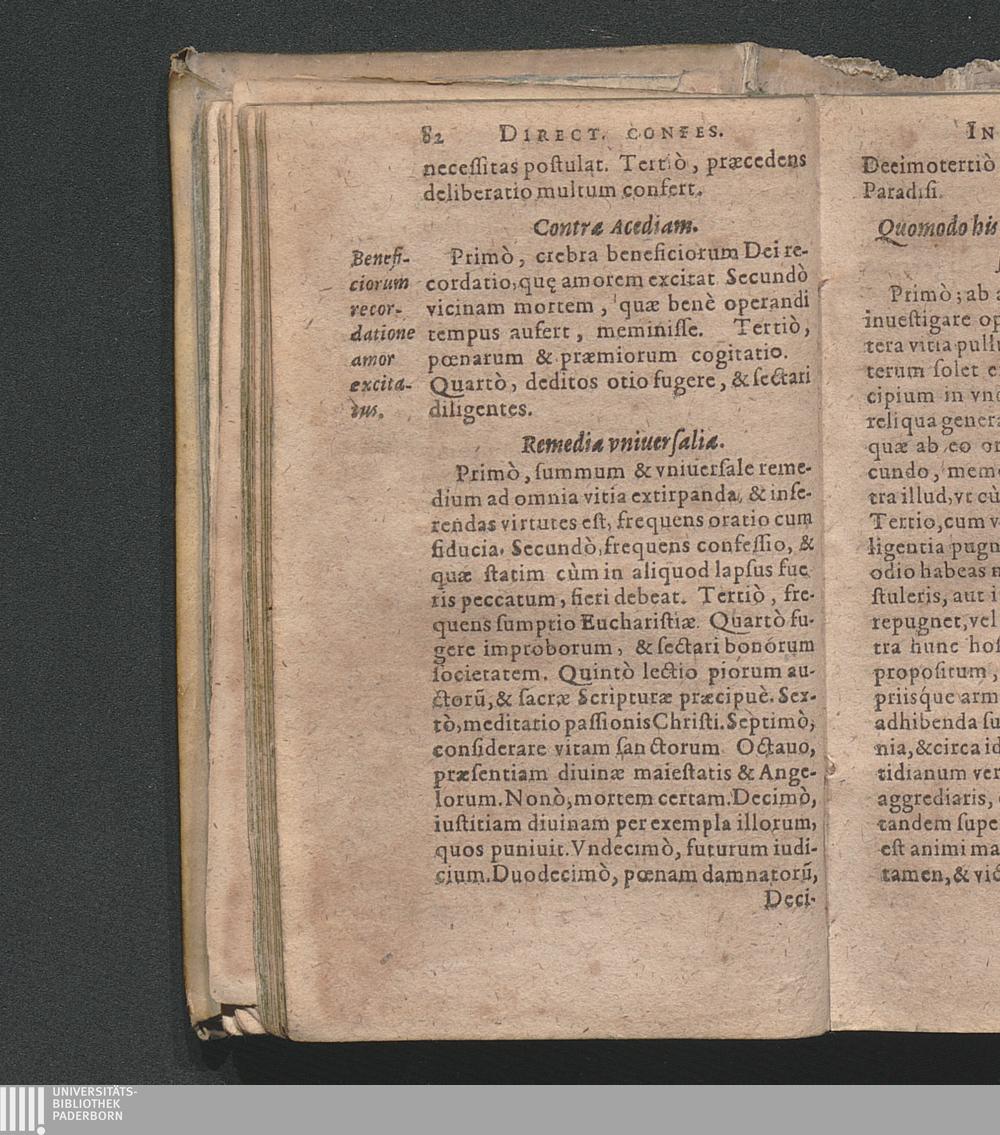 82 DIRECT. CONFES.
necessitas postulat. Tertiò, præcedens
deliberatio multum confert.
Contra Acediam.
Primò, crebra beneficiorum Dei re-
cordatio, quę amorem excitat Secundò
vicinam mortem, quæ benè operandi
tempus aufert, meminisse. Tertiò,
pœnarum & præmiorum cogitatio.
Quartò, deditos otio fugere, & sectari
diligentes.
Benefi-
ciorum
recor-
datione
amor
excita-
tus.
Remedia vniuersalia.
Primò, summum & vniuersale reme-
dium ad omnia vitia extirpanda, & inse-
rendas virtutes est, frequens oratio cum
fiducia. Secundò, frequens confessio, &
quæ statim cùm in aliquod lapsus fue
ris peccatum, fieri debeat. Tertiò, fre-
quens sumptio Eucharistiæ. Quartò fu-
gere improborum, & sectari bonorum
societatem. Quintò lectio piorum au-
ctorũ, & sacræ Scripturæ præcipuè. Sex-
tò, meditatio passionis Christi. Septimò,
considerare vitam sanctorum Octauo,
præsentiam diuinæ maiestatis & Ange-
lorum. Nonò, mortem certam. Decimò,
iustitiam diuinam per exempla illorum,
quos puniuit. Vndecimò, futurum iudi-
cium. Duodecimò, pœnam damnatorũ,
Deci-
IN
Decimotertiò
Paradisi.
Quomodo his
Primò; ab a
inuestigare op
tera vitia pullu
terum solet e
cipium in vno
reliqua genera
quæ ab eo or
cundo, memo
tra illud, vt cù
Tertio, cum v
ligentia pugn
odio habeas n
stuleris, aut i
repugnet, vel
tra hunc hos
propositum,
priisque arm
adhibenda su
nia, & circa id
tidianum ver
aggrediaris,
tandem supe
est animi ma
tamen, & vic
UNIVERSITÄTS-
BIBLIOTHEK
PADERBORN